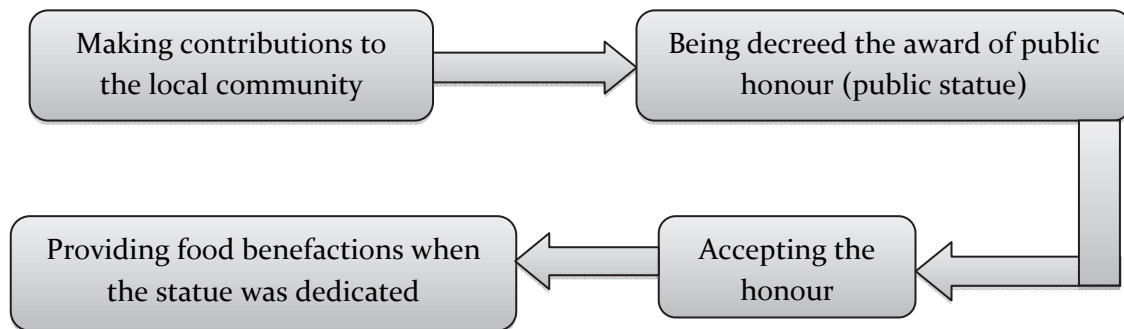 Making contributions to
the local community
Being decreed the award of public
honour (public statue)
Accepting the
honour
Providing food benefactions when
the statue was dedicated